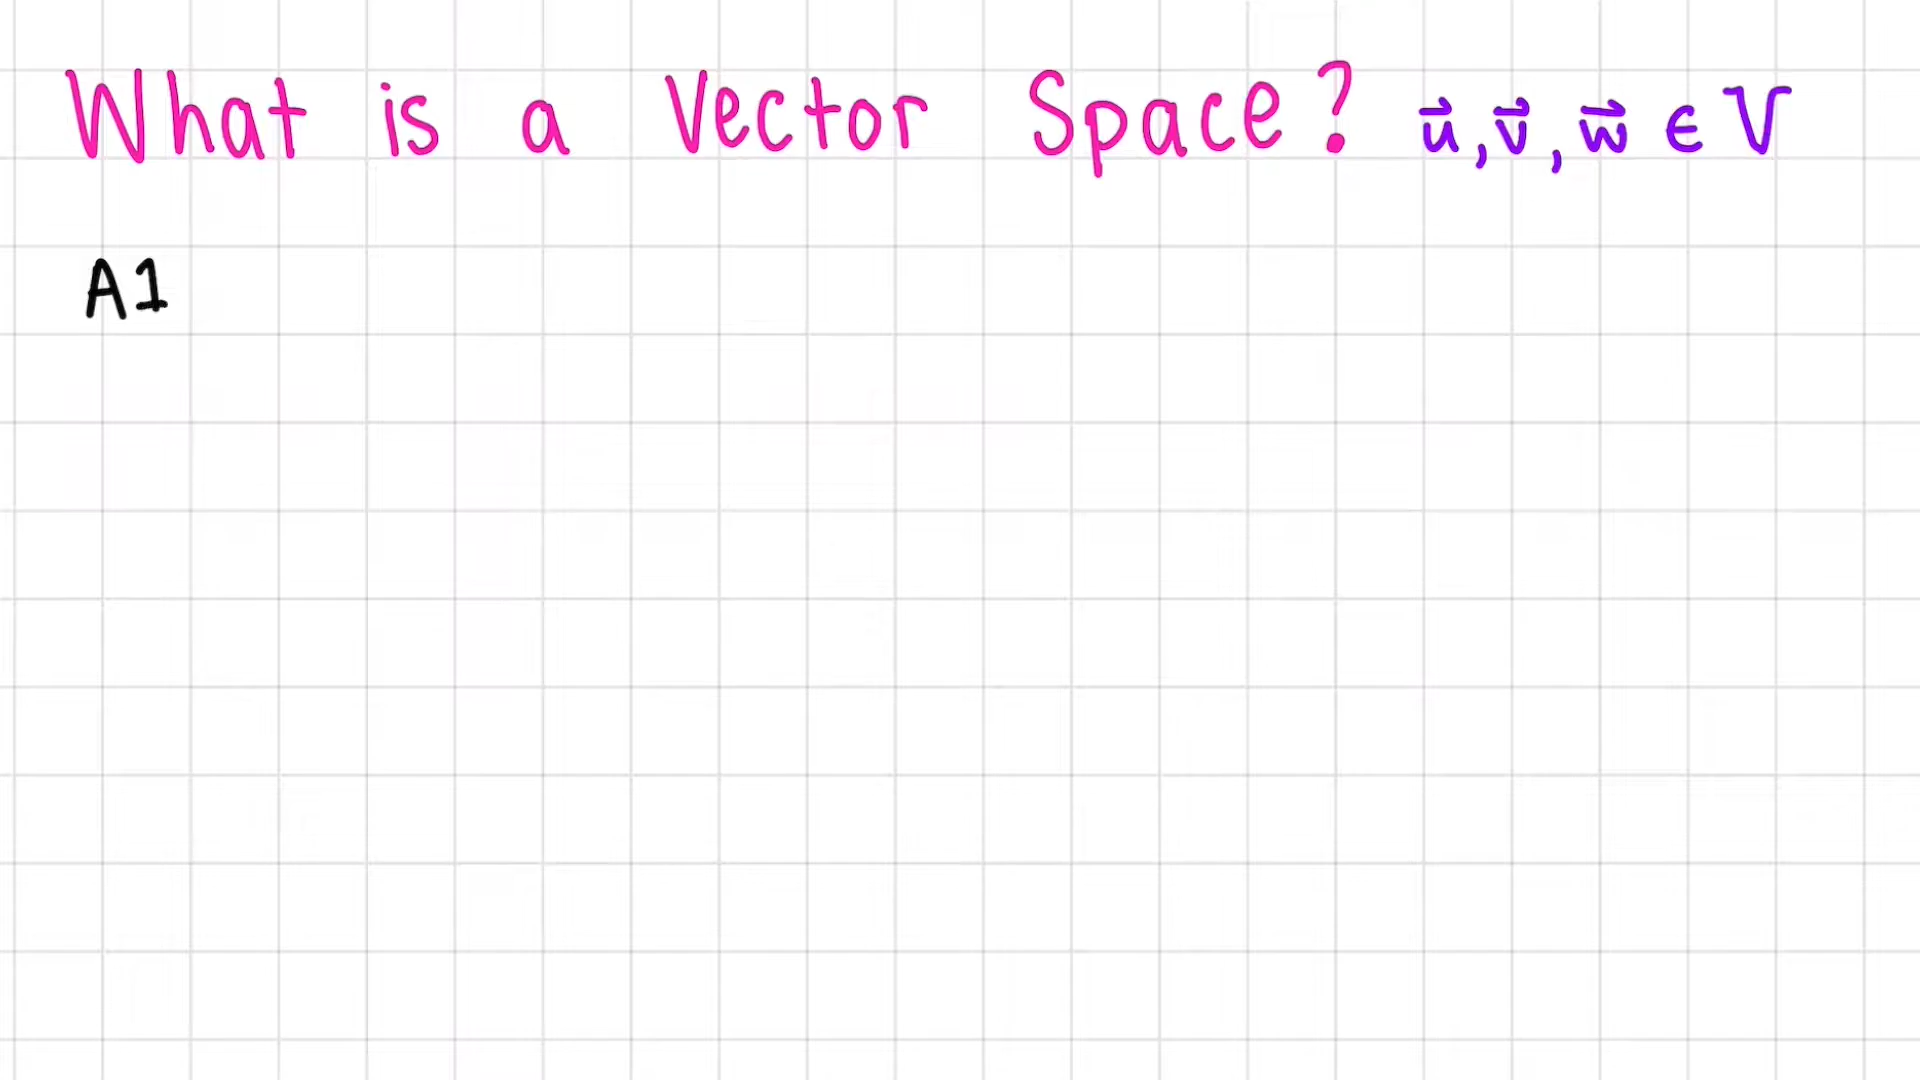 What is a Vector Space? u⃗, v⃗, w⃗ ∈ V
A1